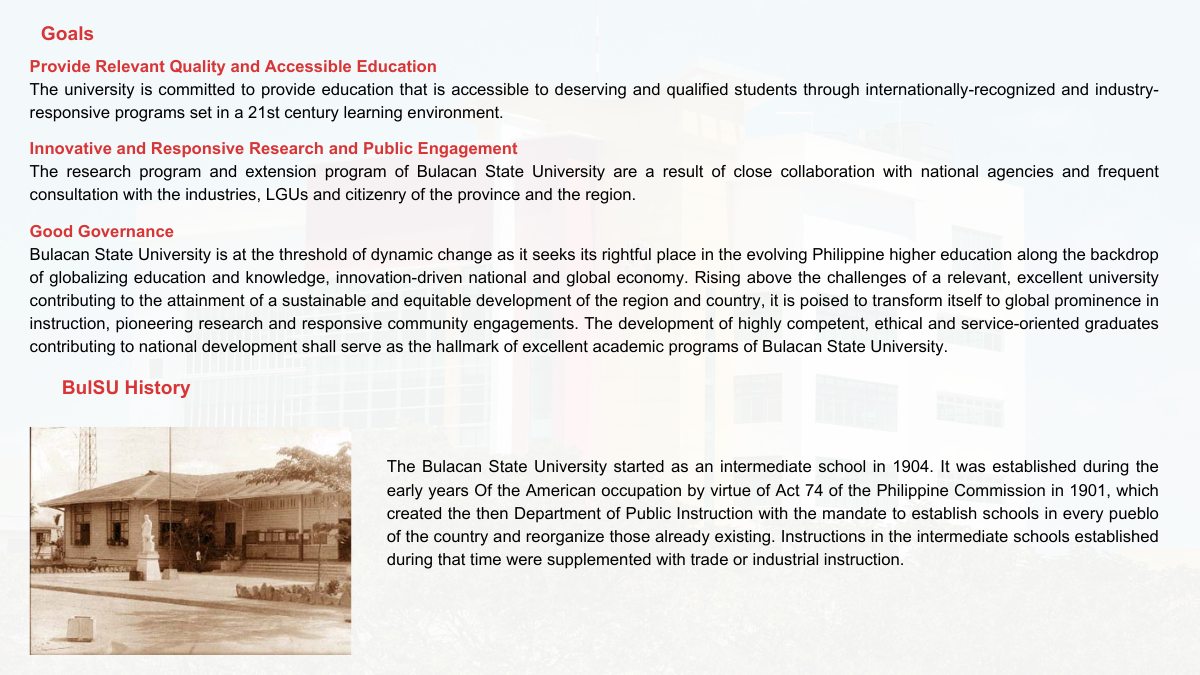 Goals
Provide Relevant Quality and Accessible Education
The university is committed to provide education that is accessible to deserving and qualified students through internationally-recognized and industry-
responsive programs set in a 21st century learning environment.
Innovative and Responsive Research and Public Engagement
The research program and extension program of Bulacan State University are a result of close collaboration with national agencies and frequent
consultation with the industries, LGUs and citizenry of the province and the region.
Good Governance
Bulacan State University is at the threshold of dynamic change as it seeks its rightful place in the evolving Philippine higher education along the backdrop
of globalizing education and knowledge, innovation-driven national and global economy. Rising above the challenges of a relevant, excellent university
contributing to the attainment of a sustainable and equitable development of the region and country, it is poised to transform itself to global prominence in
instruction, pioneering research and responsive community engagements. The development of highly competent, ethical and service-oriented graduates
contributing to national development shall serve as the hallmark of excellent academic programs of Bulacan State University.
BulSU History
The Bulacan State University started as an intermediate school in 1904. It was established during the
early years Of the American occupation by virtue of Act 74 of the Philippine Commission in 1901, which
created the then Department of Public Instruction with the mandate to establish schools in every pueblo
of the country and reorganize those already existing. Instructions in the intermediate schools established
during that time were supplemented with trade or industrial instruction.